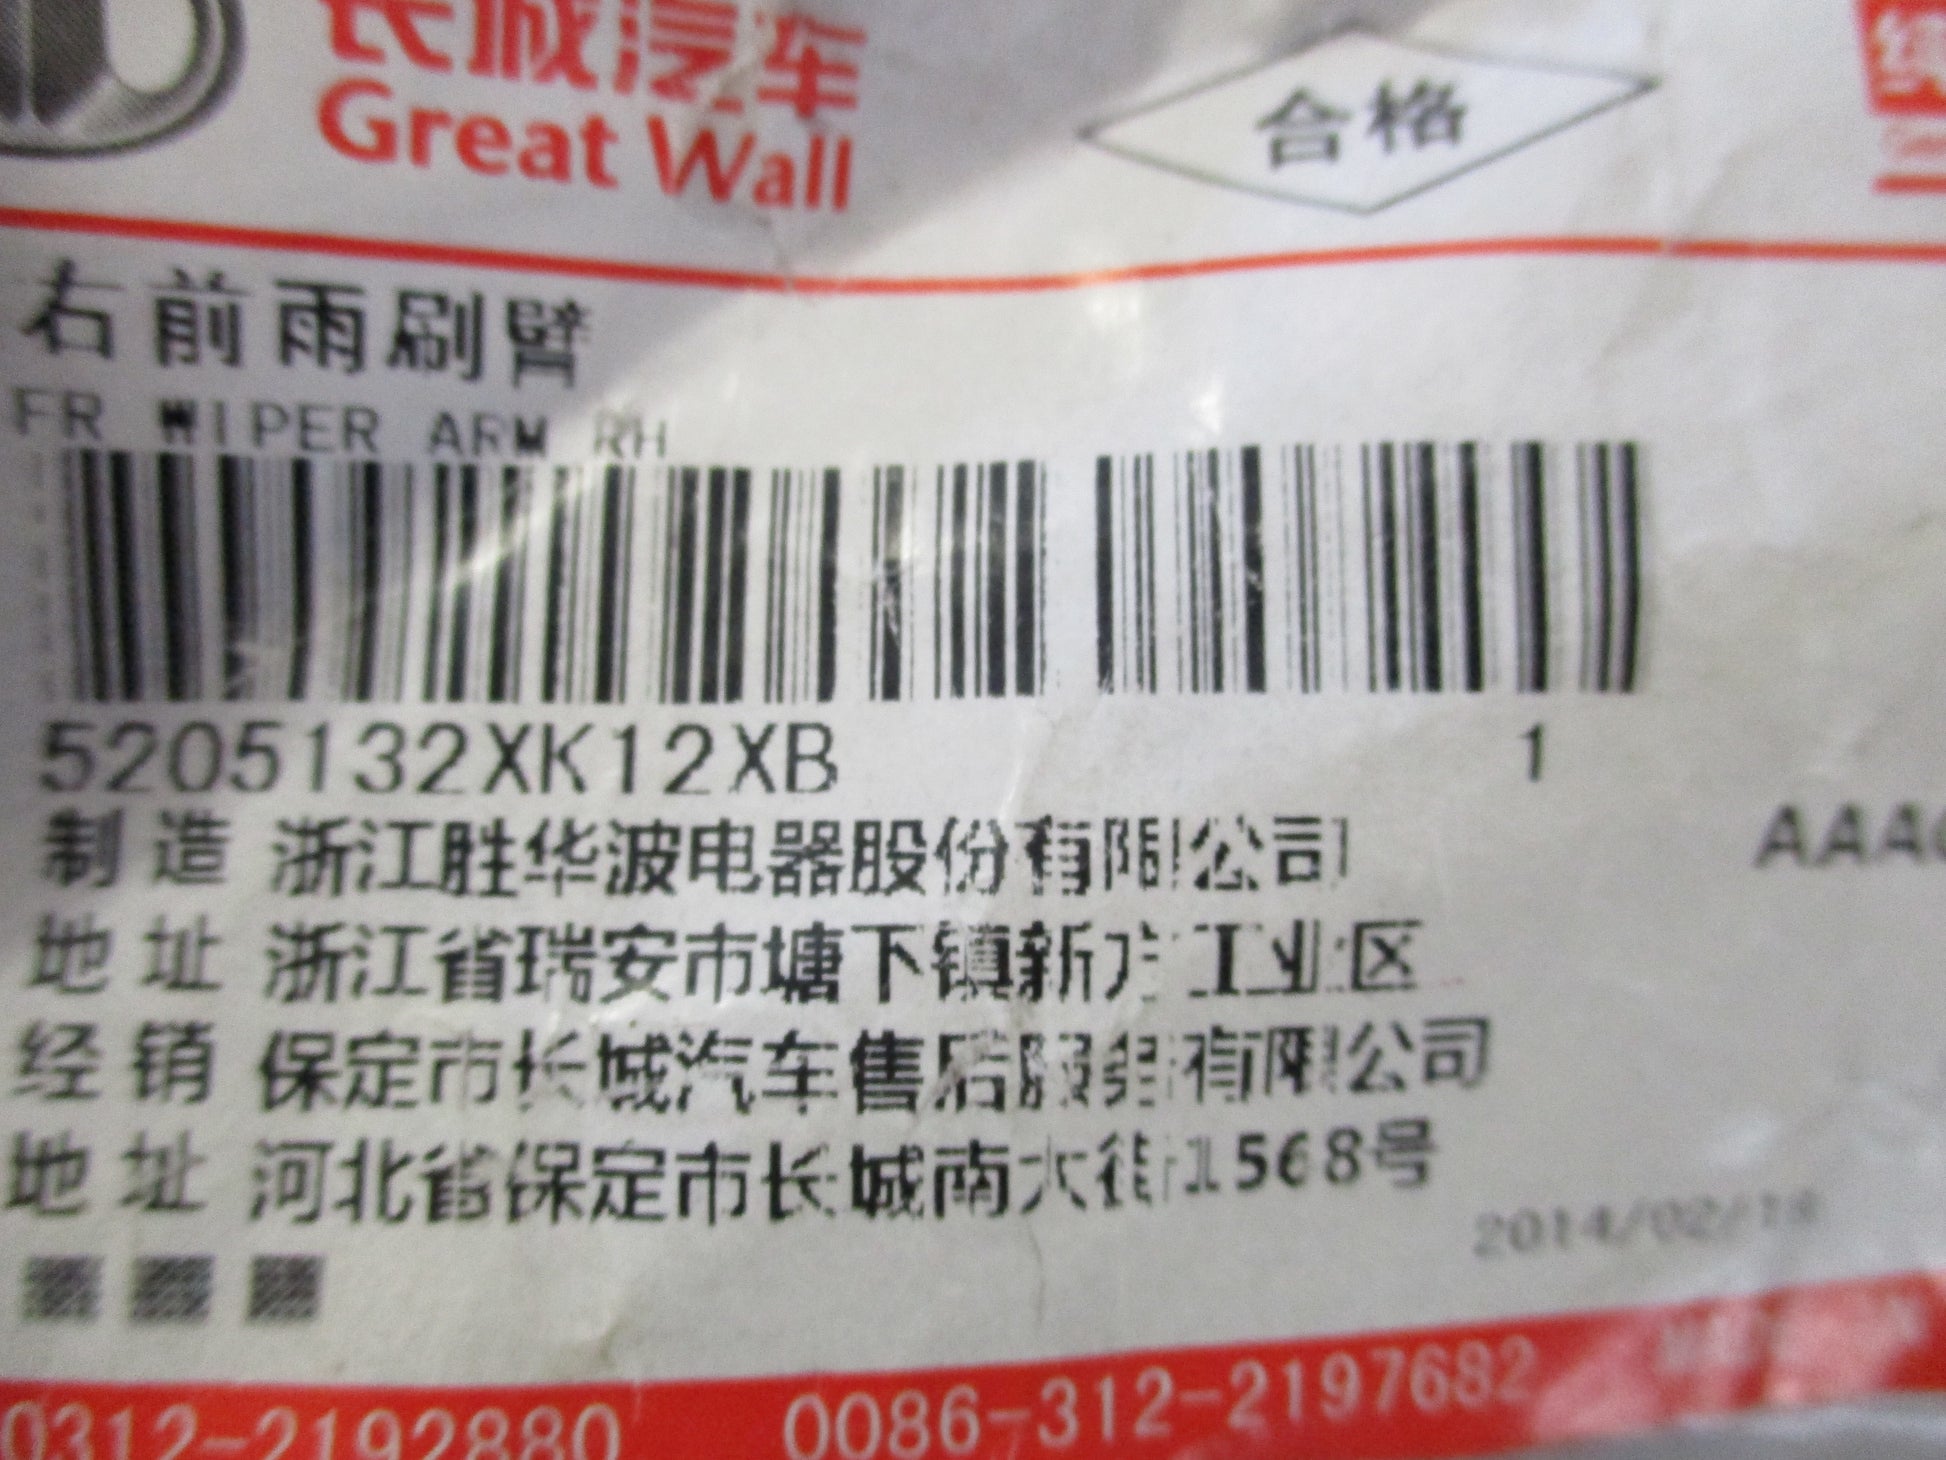 长城汽车
Great Wall
合格
右前雨刷臂
FR WIPER ARM RH
5205132XK12XB
1
制造 浙江胜华波电器股份有限公司
AAA
地址 浙江省瑞安市塘下镇新方工业区
经销 保定市长城汽车售后服务有限公司
地址 河北省保定市长城南大街1568号
2014/02/18
0312-2192880
0086-312-2197682